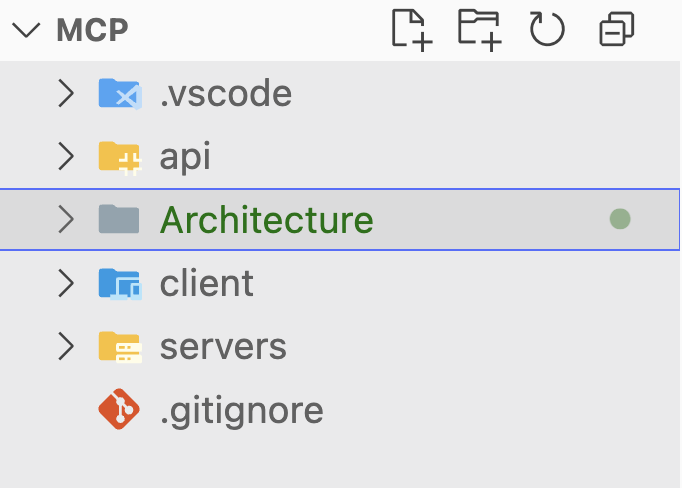 MCP
.vscode
api
Architecture
client
servers
.gitignore